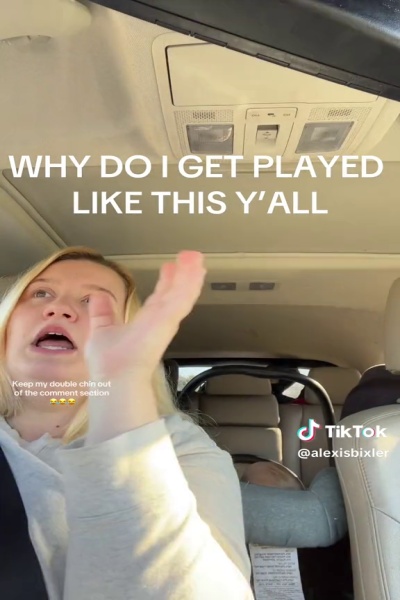 WHY DO I GET PLAYED
LIKE THIS Y'ALL
Keep my double chin out
of the comment section
😂😂😂
TikTok
@alexisbixler